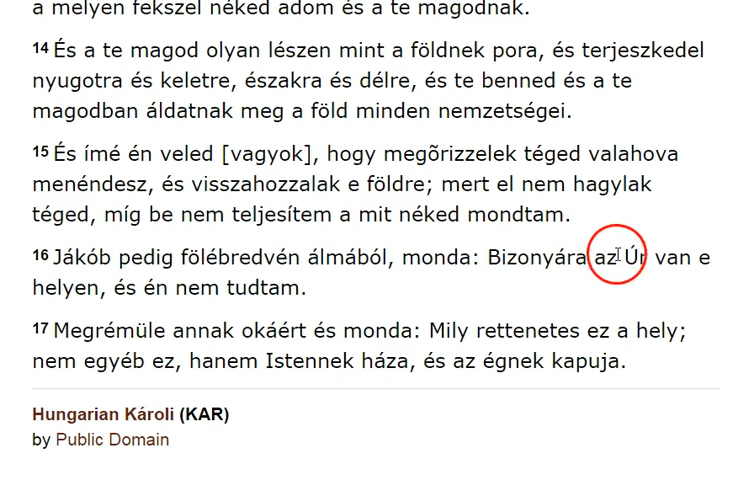 a melyen fekszel néked adom és a te magodnak.
14 És a te magod olyan lészen mint a földnek pora, és terjeszkedel
nyugotra és keletre, északra és délre, és te benned és a te
magodban áldatnak meg a föld minden nemzetségei.
15 És ímé én veled [vagyok], hogy megõrizzelek téged valahova
menéndesz, és visszahozzalak e földre; mert el nem hagylak
téged, míg be nem teljesítem a mit néked mondtam.
16 Jákób pedig fölébredvén álmából, monda: Bizonyára az Úr van e
helyen, és én nem tudtam.
17 Megrémüle annak okáért és monda: Mily rettenetes ez a hely;
nem egyéb ez, hanem Istennek háza, és az égnek kapuja.
Hungarian Károli (KAR)
by Public Domain